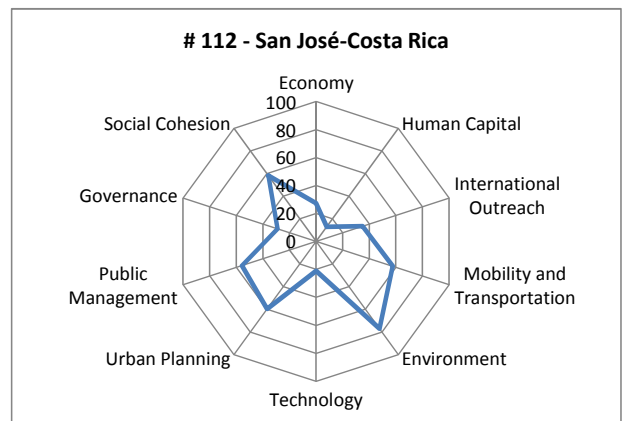 # 112 - San José-Costa Rica
Economy
Human Capital
International
Outreach
Mobility and
Transportation
Environment
Technology
Urban Planning
Public
Management
Governance
Social Cohesion
100
80
60
40
20
0